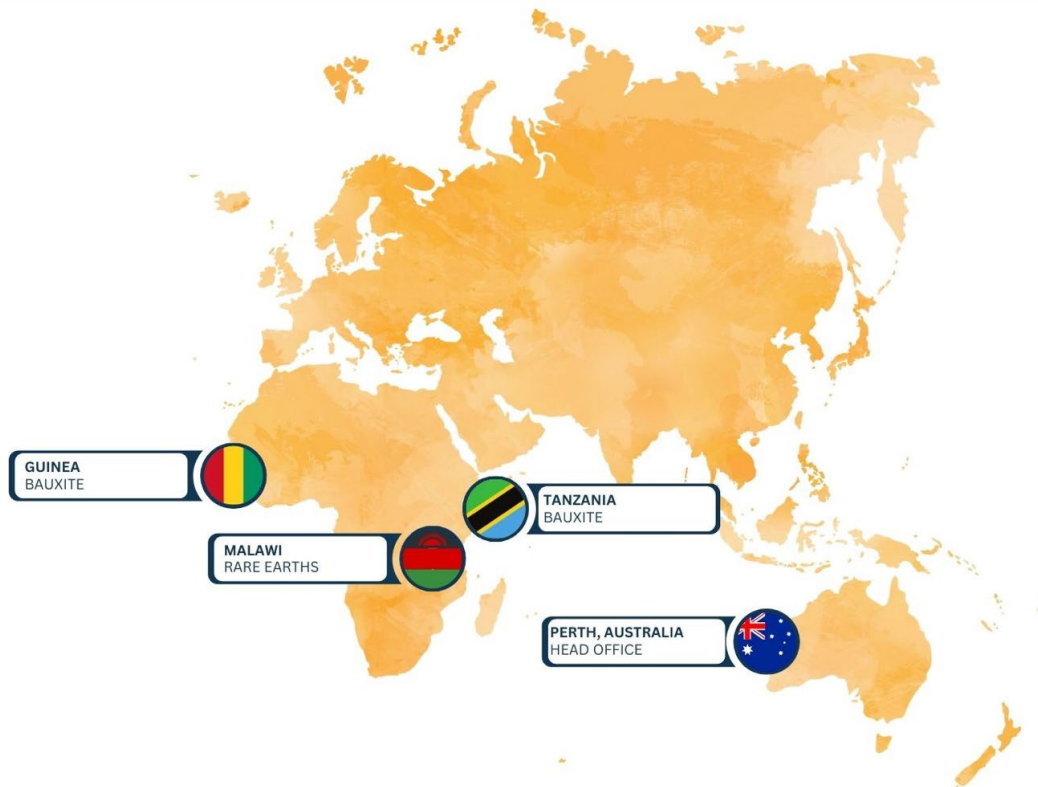 GUINEA
BAUXITE
TANZANIA
BAUXITE
MALAWI
RARE EARTHS
PERTH, AUSTRALIA
HEAD OFFICE